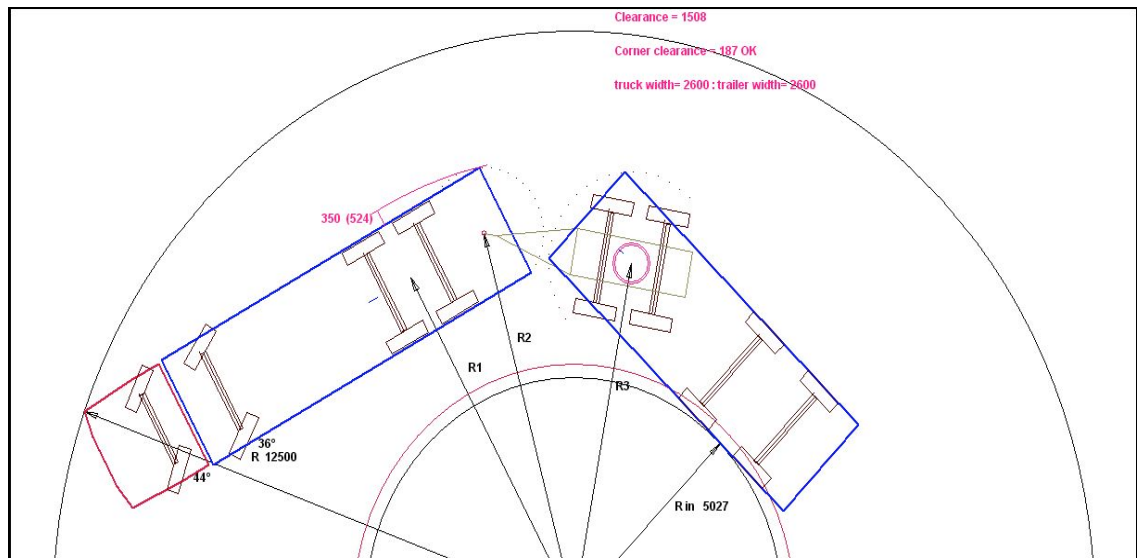 Clearance = 1508
Corner clearance = 187 OK
truck width= 2600 : trailer width= 2600
350 (524)
R2
R1
R3
36°
R 12500
44°
R in 5027